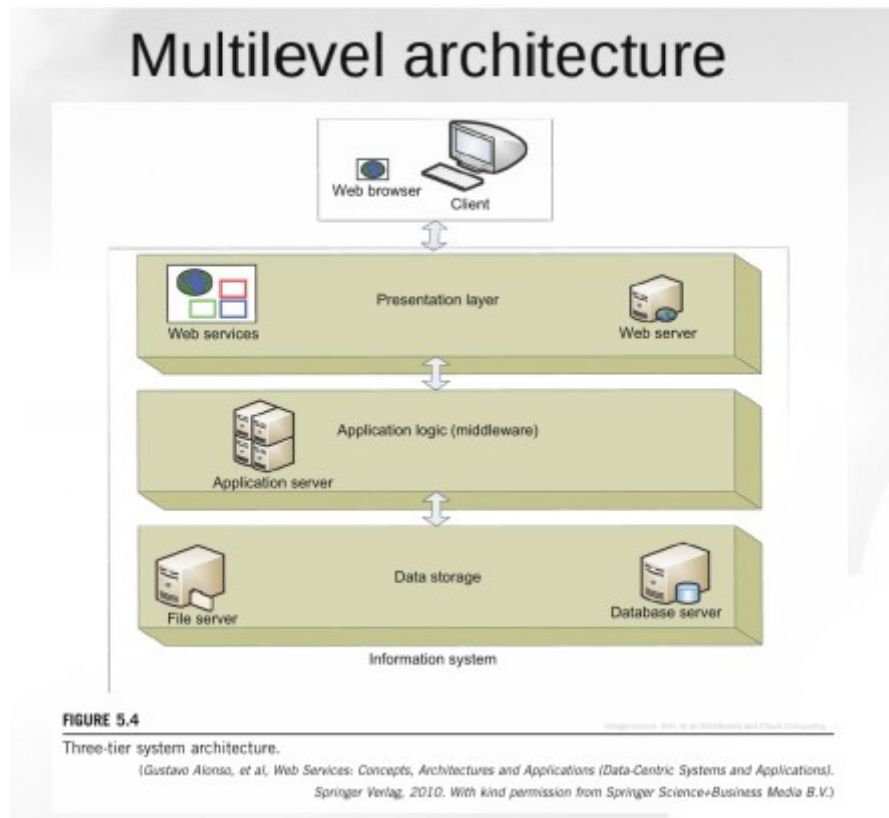 Multilevel architecture
Web browser
Client
Presentation layer
Web services
Web server
Application logic (middleware)
Application server
Data storage
File server
Database server
Information system
FIGURE 5.4
Three-tier system architecture.
(Gustavo Alonso, et al, Web Services: Concepts, Architectures and Applications (Data-Centric Systems and Applications).
Springer Verlag, 2010. With kind permission from Springer Science+Business Media B.V.)